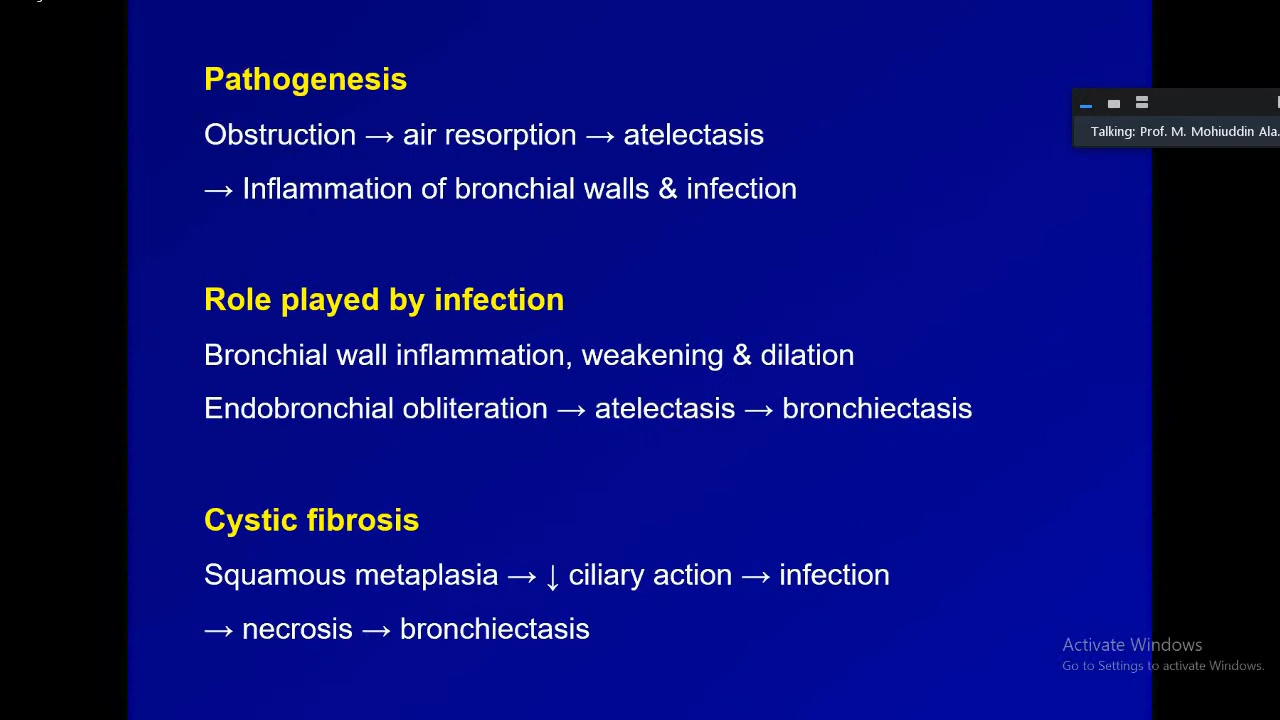 Pathogenesis
Obstruction → air resorption → atelectasis
→ Inflammation of bronchial walls & infection
Talking: Prof. M. Mohiuddin Ala.
Role played by infection
Bronchial wall inflammation, weakening & dilation
Endobronchial obliteration → atelectasis → bronchiectasis
Cystic fibrosis
Squamous metaplasia → ↓ ciliary action → infection
→ necrosis → bronchiectasis
Activate Windows
Go to Settings to activate Windows.